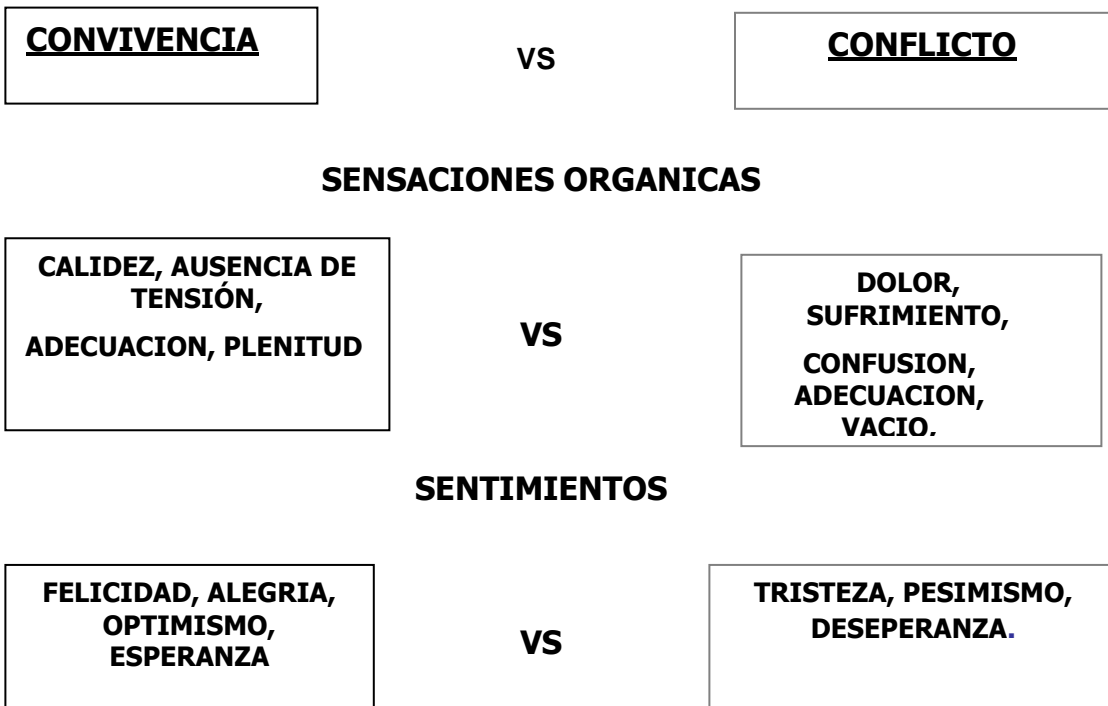 CONVIVENCIA
VS
CONFLICTO
SENSACIONES ORGANICAS
CALIDEZ, AUSENCIA DE
TENSIÓN,
ADECUACION, PLENITUD
VS
DOLOR,
SUFRIMIENTO,
CONFUSION,
ADECUACION,
VACIO.
SENTIMIENTOS
FELICIDAD, ALEGRIA,
OPTIMISMO,
ESPERANZA
VS
TRISTEZA, PESIMISMO,
DESEPERANZA.